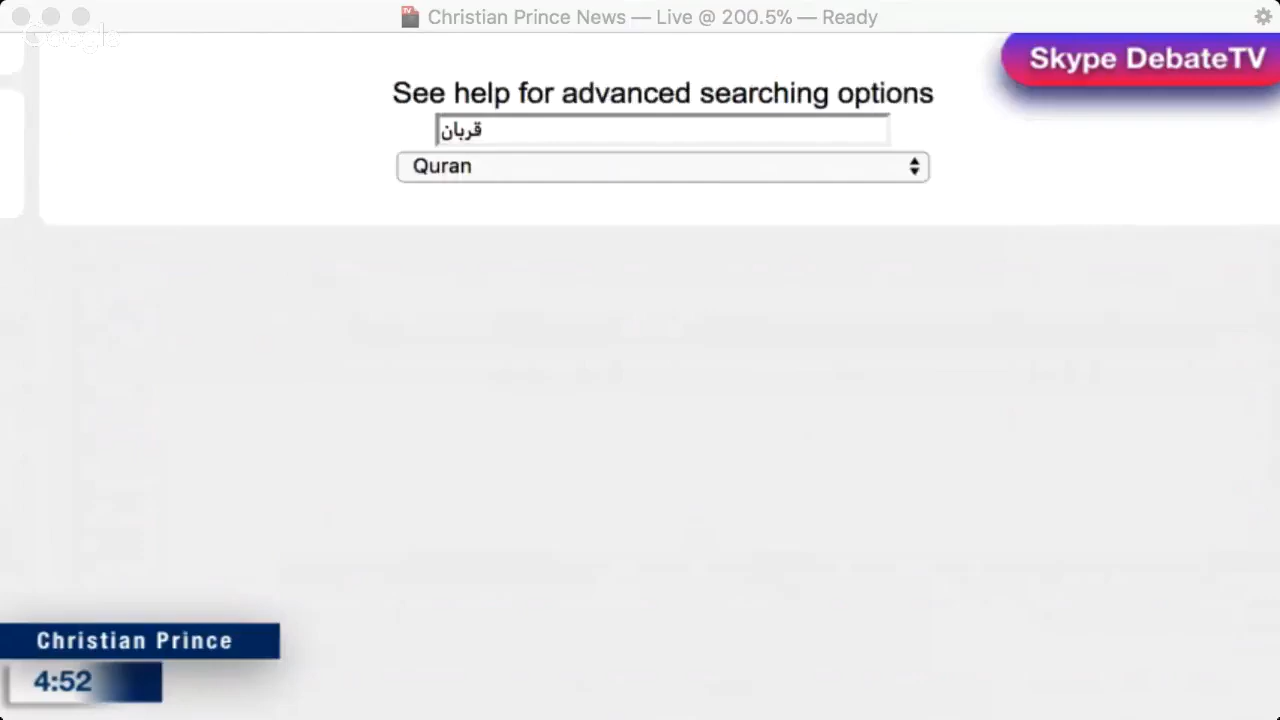 Christian Prince News — Live @ 200.5% — Ready
Google
Skype DebateTV
See help for advanced searching options
قربان
Quran
Christian Prince
4:52